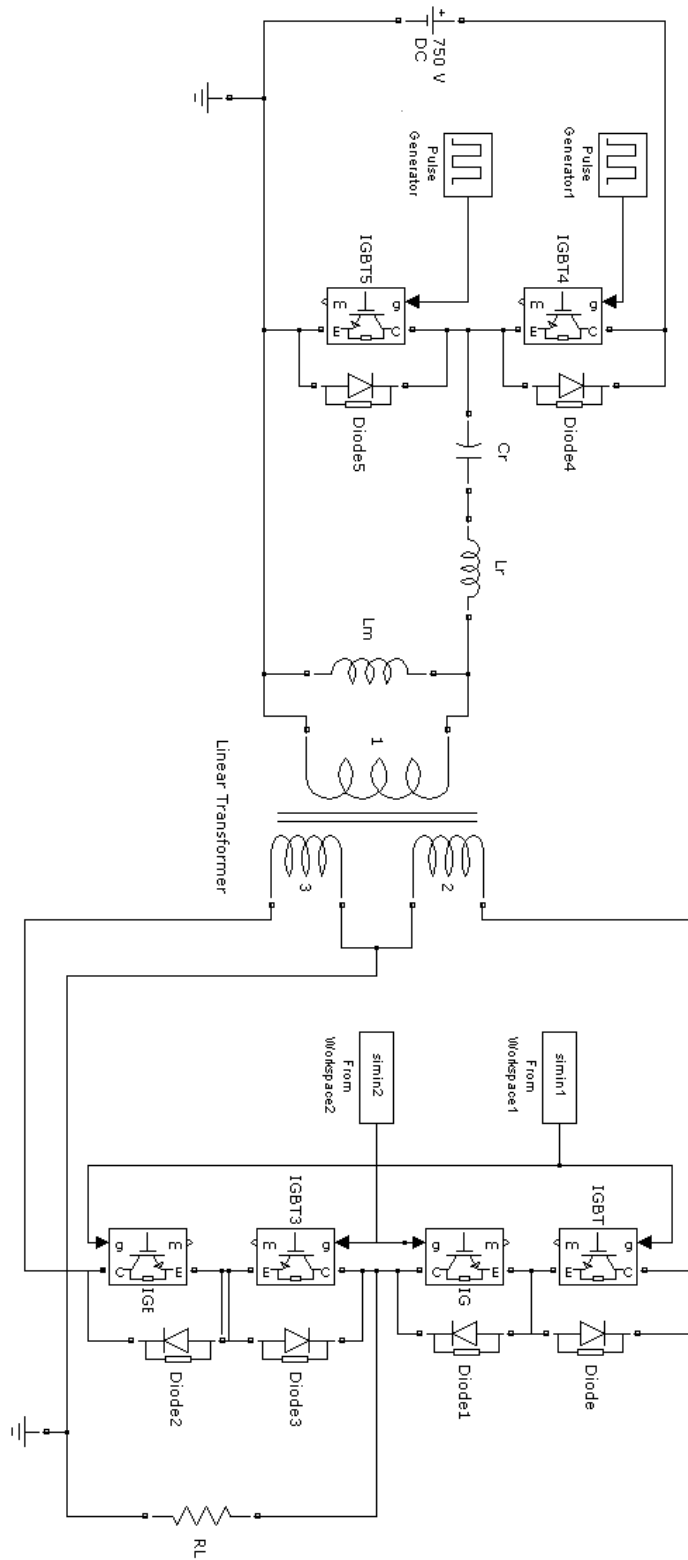 +
750 V
DC
Pulse
Generator1
IGBT4
g
m
C
E
Diode4
Pulse
Generator
IGBT5
g
m
C
E
Diode5
Cr
Lr
Lm
1
2
3
Linear Transformer
simin1
From
Workspace1
simin2
From
Workspace2
IGBT
g
m
C
E
Diode
IG
g
m
C
E
Diode1
IGBT3
g
m
C
E
Diode3
IGE
g
m
C
E
Diode2
RL